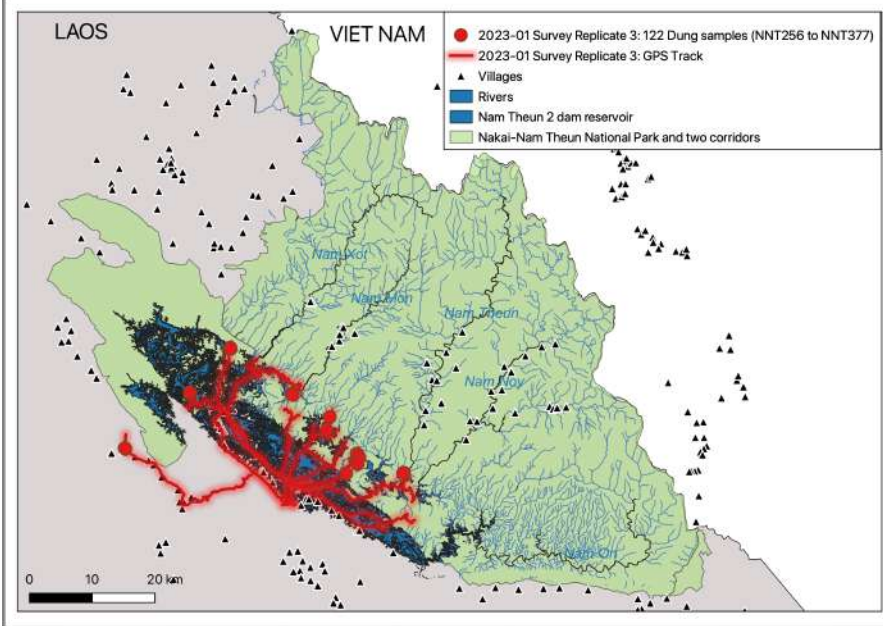 LAOS
VIET NAM
2023-01 Survey Replicate 3: 122 Dung samples (NNT256 to NNT377)
2023-01 Survey Replicate 3: GPS Track
Villages
Rivers
Nam Theun 2 dam reservoir
Nakai-Nam Theun National Park and two corridors
Nam Xot
Nam Mon
Nam Theun
Nam Noy
Nam On
0 10 20 km